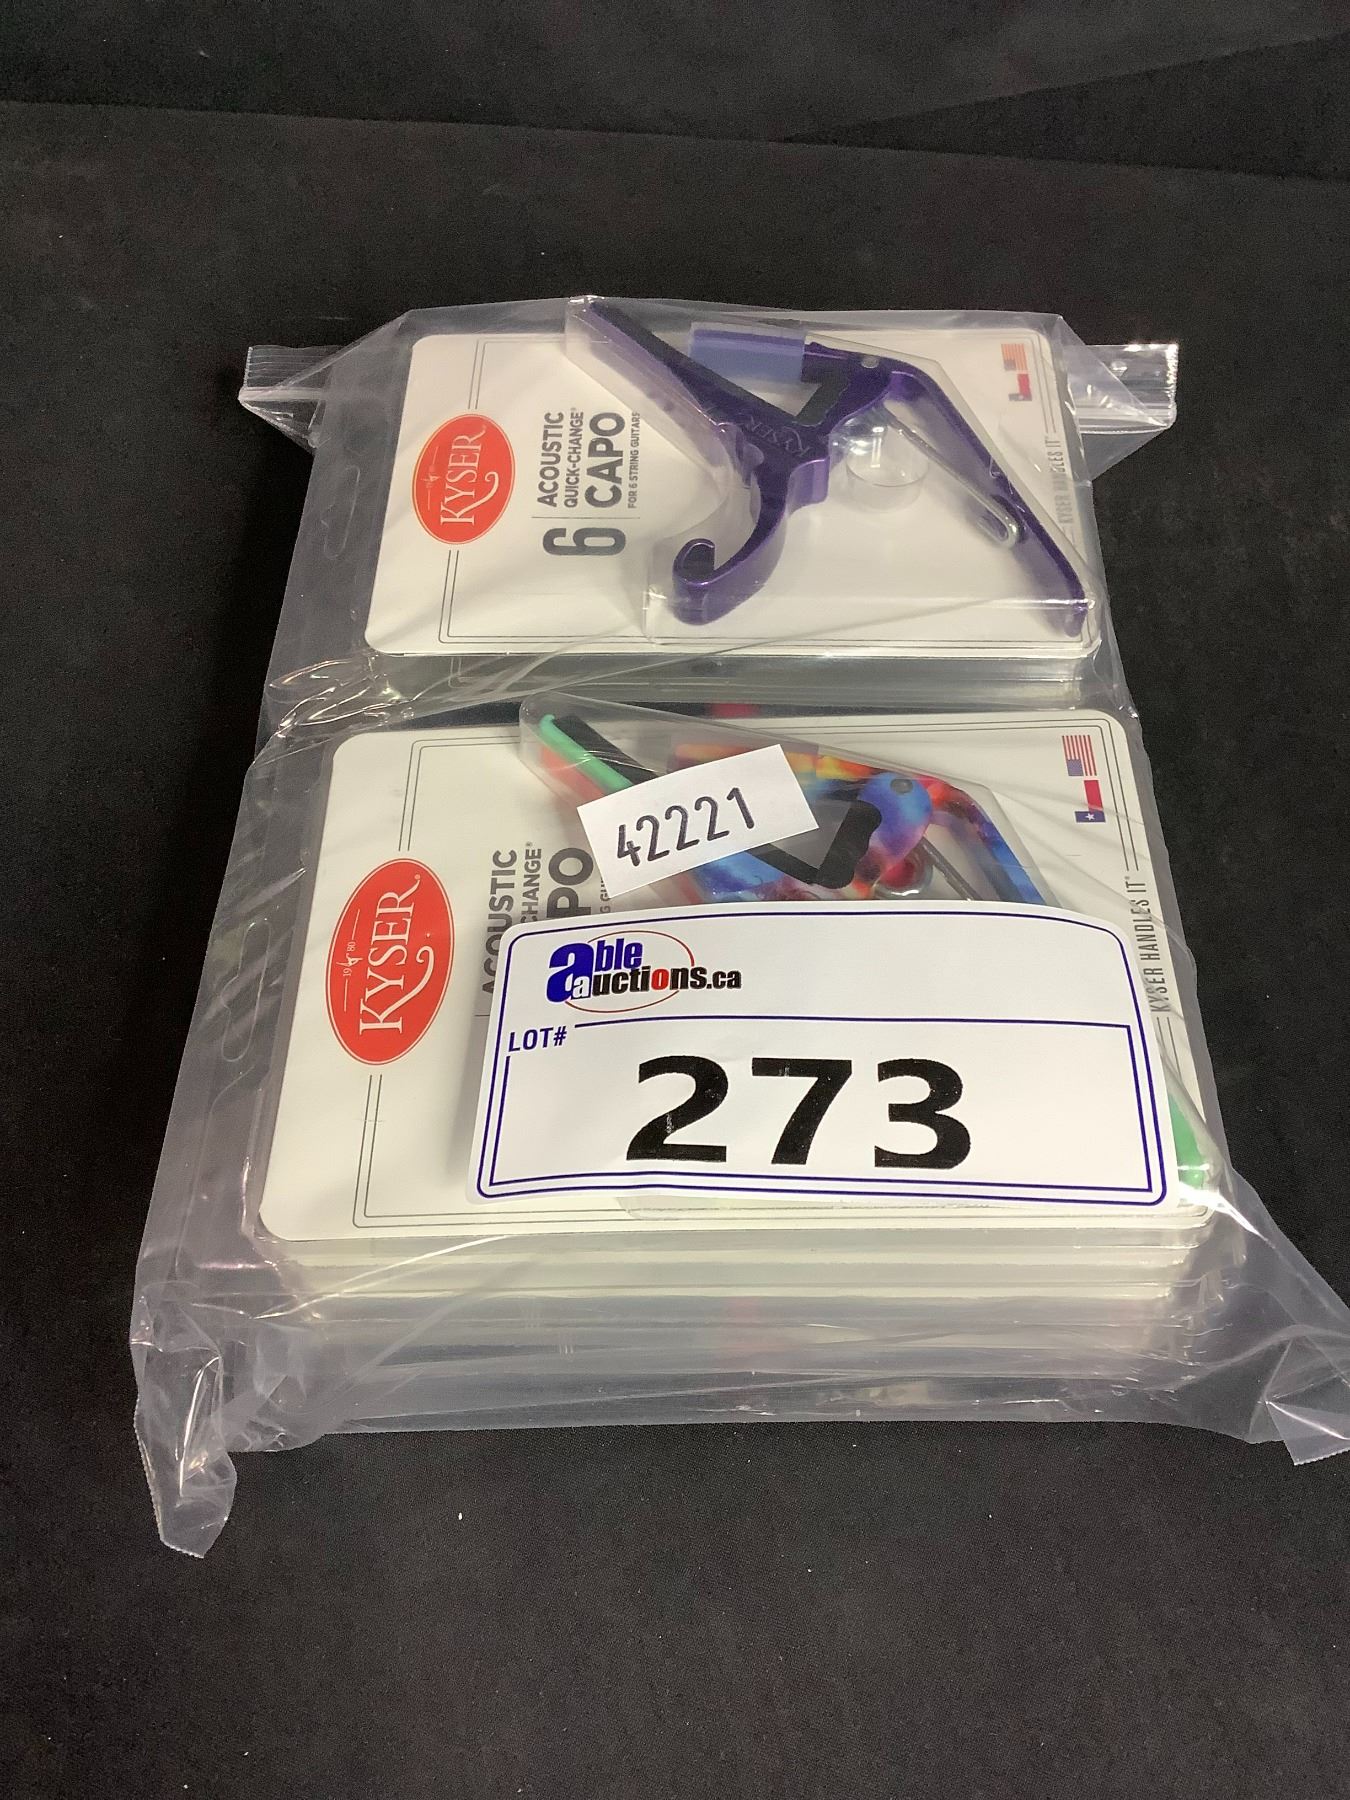 KYSER
ACOUSTIC
QUICK-CHANGE®
6 CAPO
FOR 6 STRING GUITARS
KYSER
KYSER HANDLES IT®
42221
19 80
KYSER®
ACOUSTIC
CHANGE®
PO
KYSER HANDLES IT®
able
auctions.ca
LOT#
273